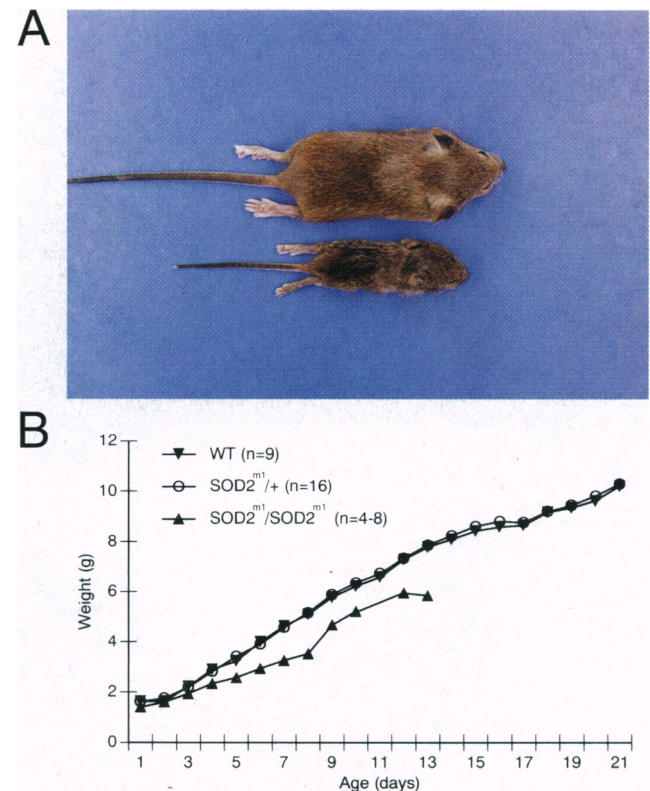 A
B
12
10
8
6
4
2
0
Weight (g)
WT (n=9)
SOD2m1/+ (n=16)
SOD2m1/SOD2m1 (n=4-8)
1 3 5 7 9 11 13 15 17 19 21
Age (days)